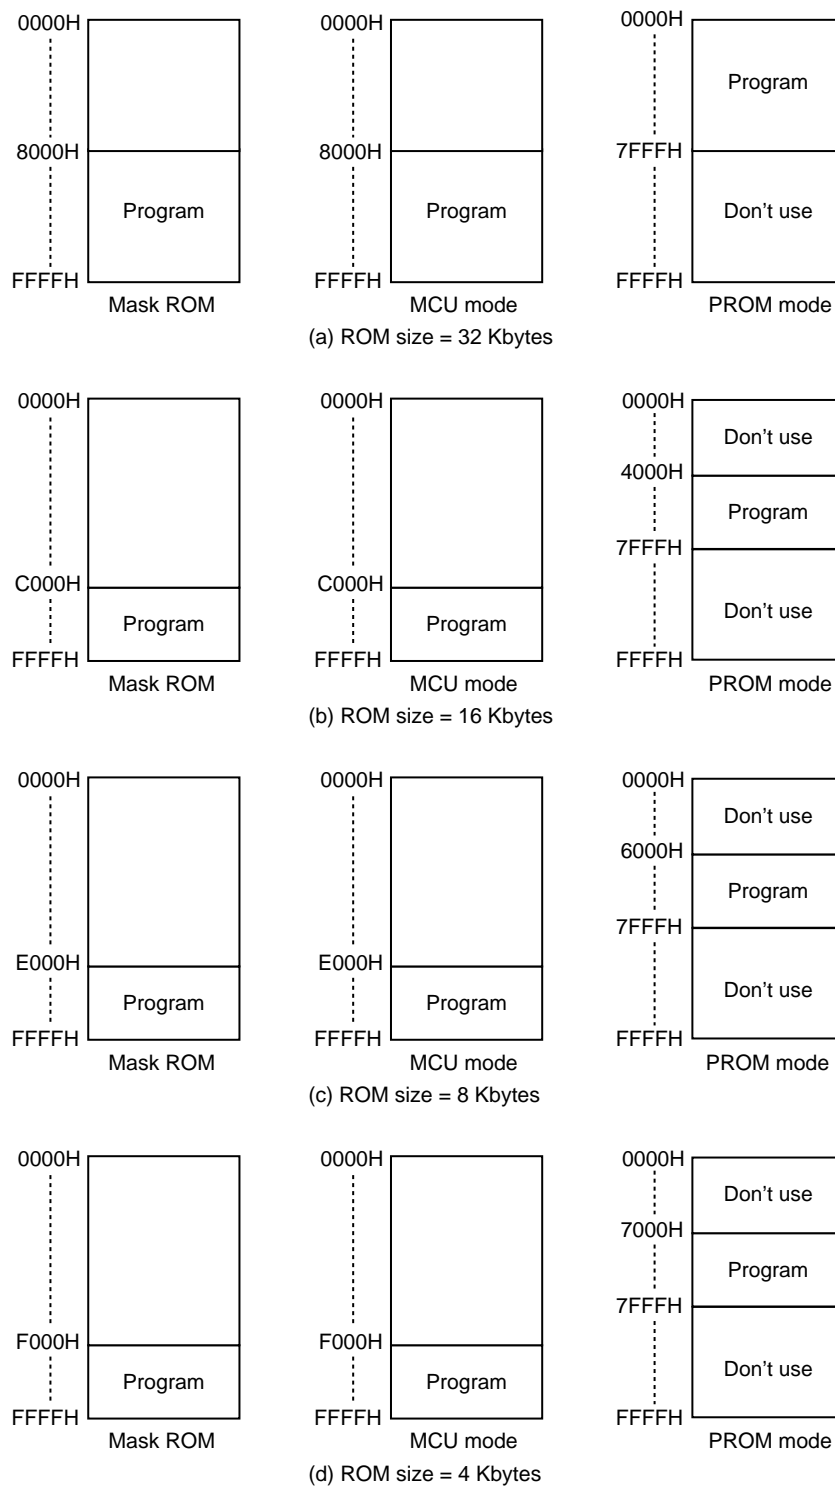 0000H
8000H
Program
FFFFH
Mask ROM
0000H
8000H
Program
FFFFH
MCU mode
0000H
Program
7FFFH
Don't use
FFFFH
PROM mode
(a) ROM size = 32 Kbytes
0000H
C000H
Program
FFFFH
Mask ROM
0000H
C000H
Program
FFFFH
MCU mode
0000H
Don't use
4000H
Program
7FFFH
Don't use
FFFFH
PROM mode
(b) ROM size = 16 Kbytes
0000H
E000H
Program
FFFFH
Mask ROM
0000H
E000H
Program
FFFFH
MCU mode
0000H
Don't use
6000H
Program
7FFFH
Don't use
FFFFH
PROM mode
(c) ROM size = 8 Kbytes
0000H
F000H
Program
FFFFH
Mask ROM
0000H
F000H
Program
FFFFH
MCU mode
0000H
Don't use
7000H
Program
7FFFH
Don't use
FFFFH
PROM mode
(d) ROM size = 4 Kbytes